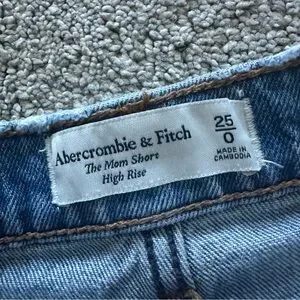 Abercrombie & Fitch
The Mom Short
High Rise
25
0
MADE IN
CAMBODIA